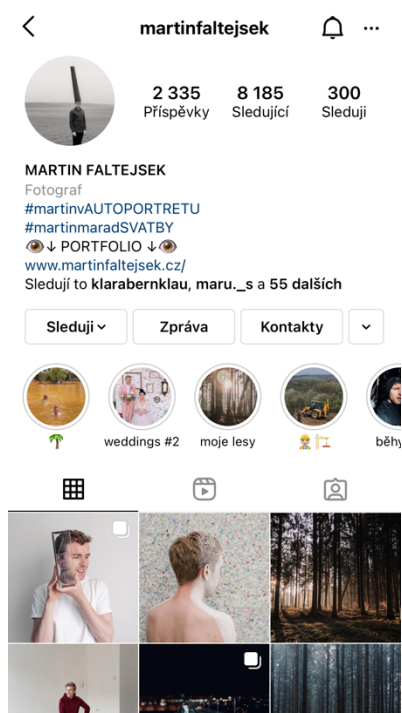 martinfaltejsek
2 335 8 185 300
Příspěvky Sledující Sleduji
MARTIN FALTEJSEK
Fotograf
#martinvAUTOPORTRETU
#martinmaradSVATBY
👁️↓ PORTFOLIO ↓👁️
www.martinfaltejsek.cz/
Sledují to klarabernklau, maru._s a 55 dalších
Sleduji Zpráva Kontakty
🌴 weddings #2 moje lesy 👷🏼🏗️ běhy